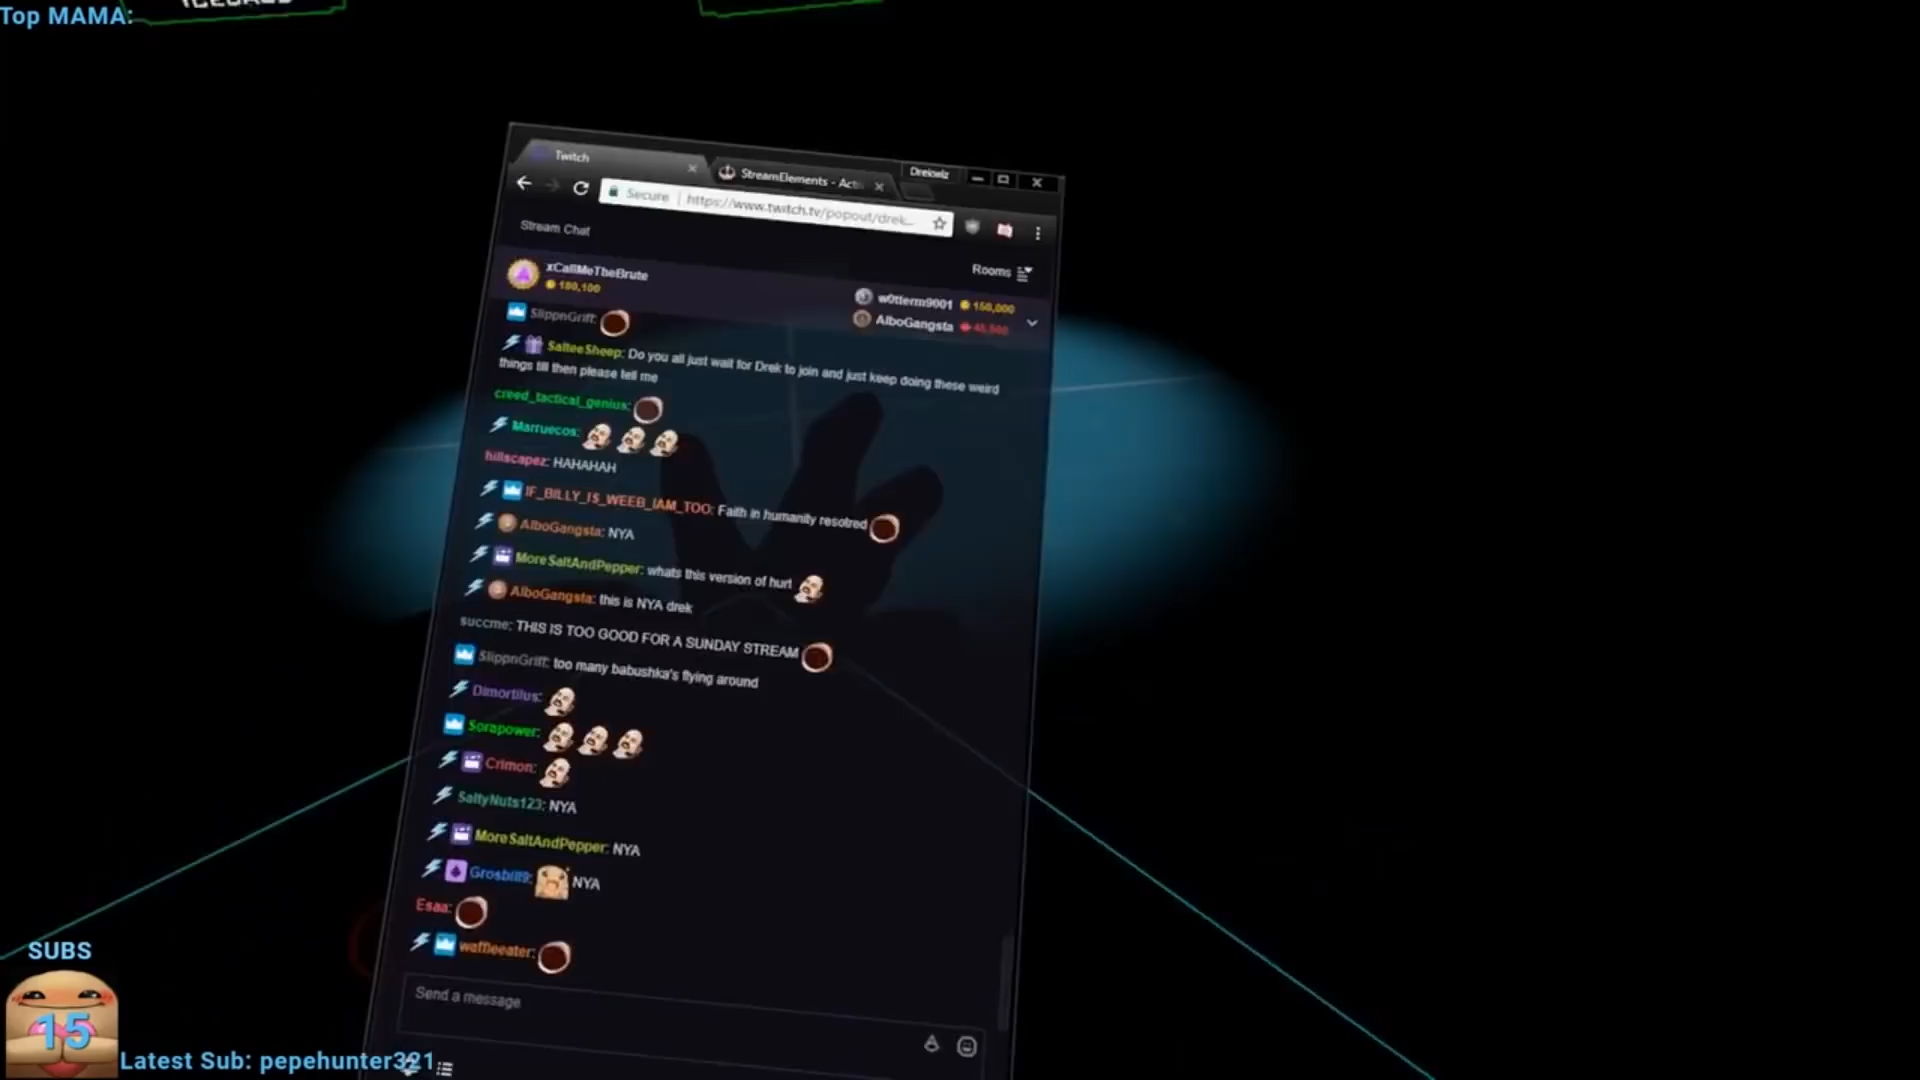 Top MAMA:
Twitch
StreamElements - Acti
Drekelz
Secure
https://www.twitch.tv/popout/drek...
Stream Chat
Rooms
xCallMeTheBrute
180,100
w0tterm9001 150,000
AlboGangsta 45,500
SlippnGriff:
SalteeSheep: Do you all just wait for Drek to join and just keep doing these weird
things till then please tell me
creed_tactical_genius:
Marruecos:
hillscapez: HAHAHAH
IF_BILLY_IS_WEEB_IAM_TOO: Faith in humanity resotred
AlboGangsta: NYA
MoreSaltAndPepper: whats this version of hurt
AlboGangsta: this is NYA drek
succme: THIS IS TOO GOOD FOR A SUNDAY STREAM
SlippnGriff: too many babushka's flying around
Dimortilus:
Sorapower:
Crimon:
SaltyNuts123: NYA
MoreSaltAndPepper: NYA
Grosbill9: NYA
Esaa:
waffleeater:
Send a message
SUBS
15
Latest Sub: pepehunter321